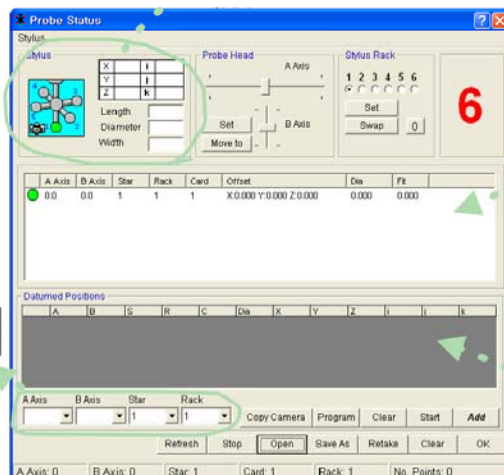 Probe Status
Stylus
Stylus
X i
Y j
Z k
Length
Diameter
Width
Probe Head
A Axis
B Axis
Set
Move to
Stylus Rack
1 2 3 4 5 6
Set
Swap 0
6
A Axis B Axis Star Rack Card Offset Dia Fit
0.0 0.0 1 1 1 X:0.000 Y:0.000 Z:0.000 0.000 0.000
Datumed Positions
A B S R C Dia X Y Z i j k
A Axis B Axis Star Rack
1 1
Copy Camera Program Clear Start Add
Refresh Stop Open Save As Retake Clear OK
A Axis: 0 B Axis: 0 Star: 1 Card: 1 Rack: 1 No. Points: 0